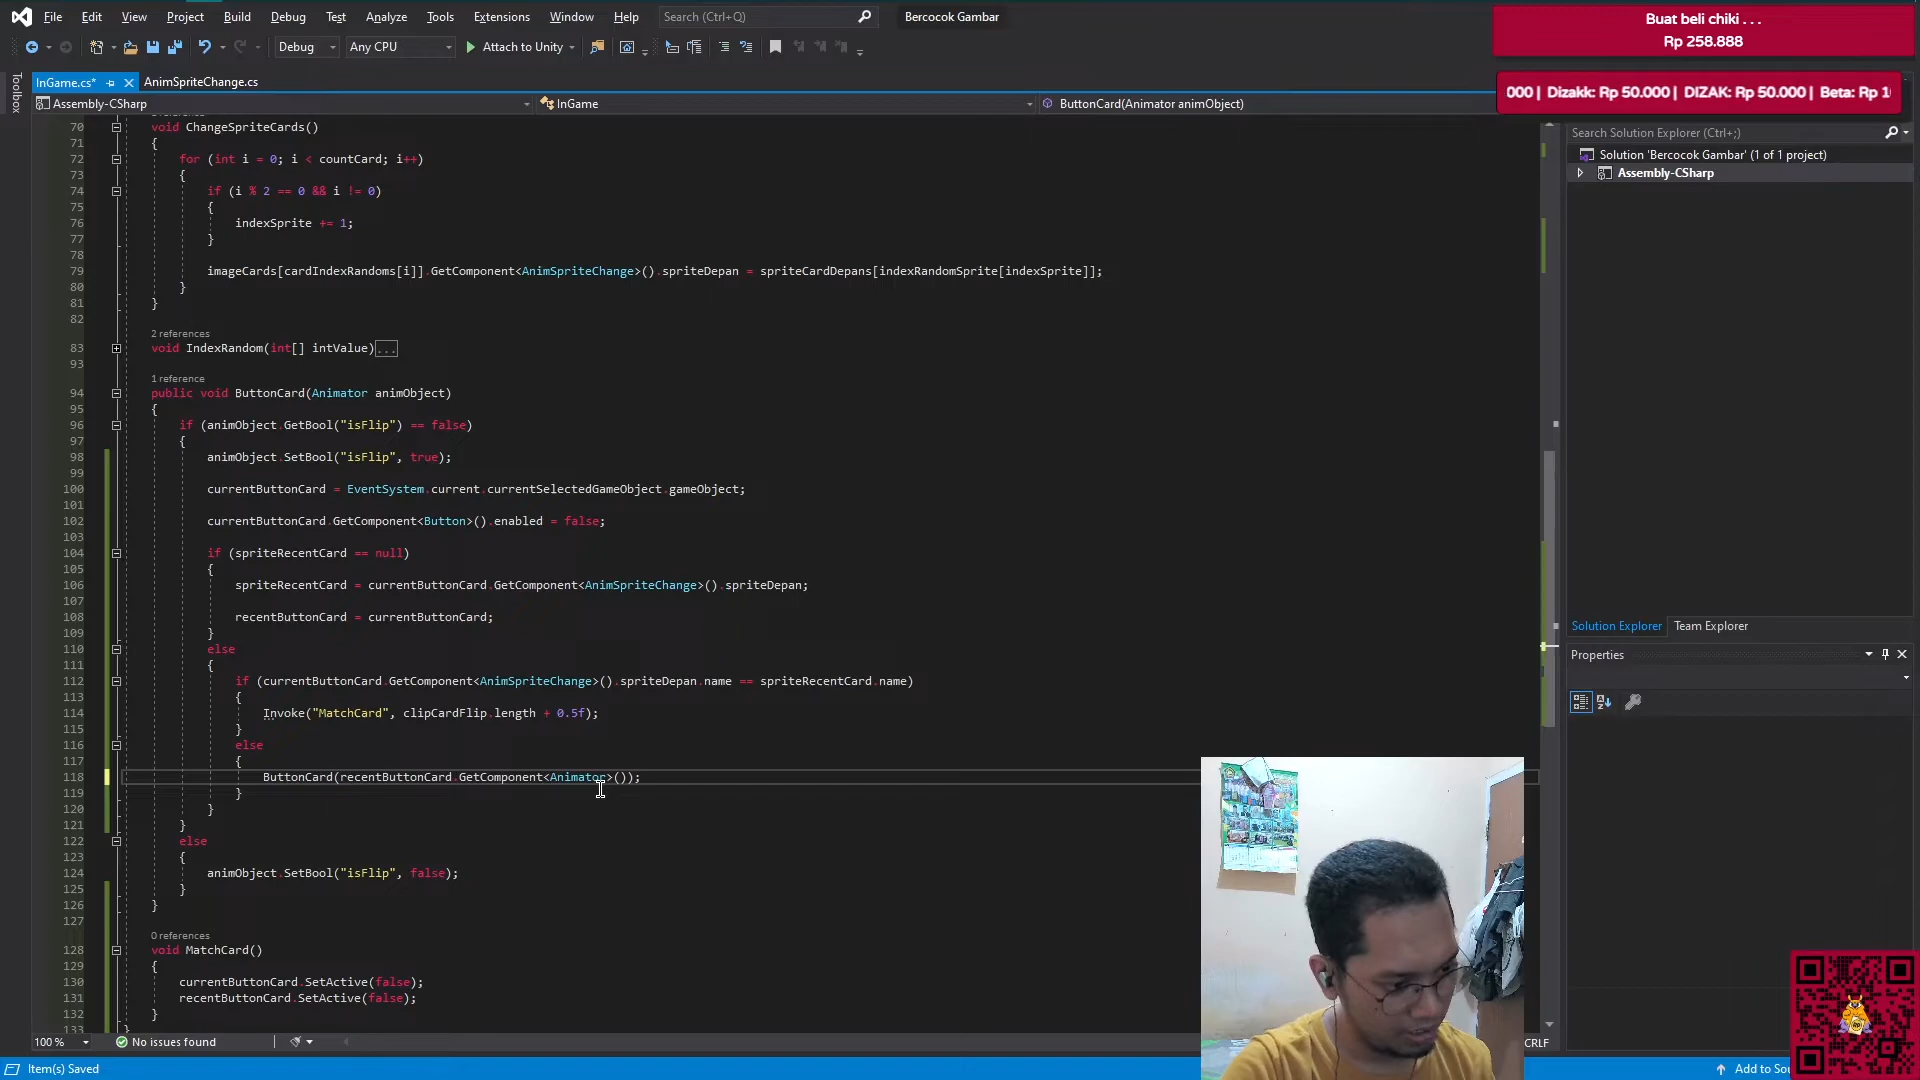 File Edit View Project Build Debug Test Analyze Tools Extensions Window Help Search (Ctrl+Q) Bercocok Gambar
Debug Any CPU Attach to Unity
Buat beli chiki . . .
Rp 258.888
000 | Dizakk: Rp 50.000 | DIZAK: Rp 50.000 | Beta: Rp 1
Toolbox
InGame.cs* AnimSpriteChange.cs
Assembly-CSharp InGame ButtonCard(Animator animObject)
70 void ChangeSpriteCards()
71 {
72 for (int i = 0; i < countCard; i++)
73 {
74 if (i % 2 == 0 && i != 0)
75 {
76 indexSprite += 1;
77 }
78
79 imageCards[cardIndexRandoms[i]].GetComponent<AnimSpriteChange>().spriteDepan = spriteCardDepans[indexRandomSprite[indexSprite]];
80 }
81 }
82
2 references
83 void IndexRandom(int[] intValue)...
93
1 reference
94 public void ButtonCard(Animator animObject)
95 {
96 if (animObject.GetBool("isFlip") == false)
97 {
98 animObject.SetBool("isFlip", true);
99
100 currentButtonCard = EventSystem.current.currentSelectedGameObject.gameObject;
101
102 currentButtonCard.GetComponent<Button>().enabled = false;
103
104 if (spriteRecentCard == null)
105 {
106 spriteRecentCard = currentButtonCard.GetComponent<AnimSpriteChange>().spriteDepan;
107
108 recentButtonCard = currentButtonCard;
109 }
110 else
111 {
112 if (currentButtonCard.GetComponent<AnimSpriteChange>().spriteDepan.name == spriteRecentCard.name)
113 {
114 Invoke("MatchCard", clipCardFlip.length + 0.5f);
115 }
116 else
117 {
118 ButtonCard(recentButtonCard.GetComponent<Animator>());
119 }
120 }
121 }
122 else
123 {
124 animObject.SetBool("isFlip", false);
125 }
126 }
127
0 references
128 void MatchCard()
129 {
130 currentButtonCard.SetActive(false);
131 recentButtonCard.SetActive(false);
132 }
133 }
Search Solution Explorer (Ctrl+;)
Solution 'Bercocok Gambar' (1 of 1 project)
Assembly-CSharp
Solution Explorer Team Explorer
Properties
100 % No issues found CRLF
Item(s) Saved Add to Sou